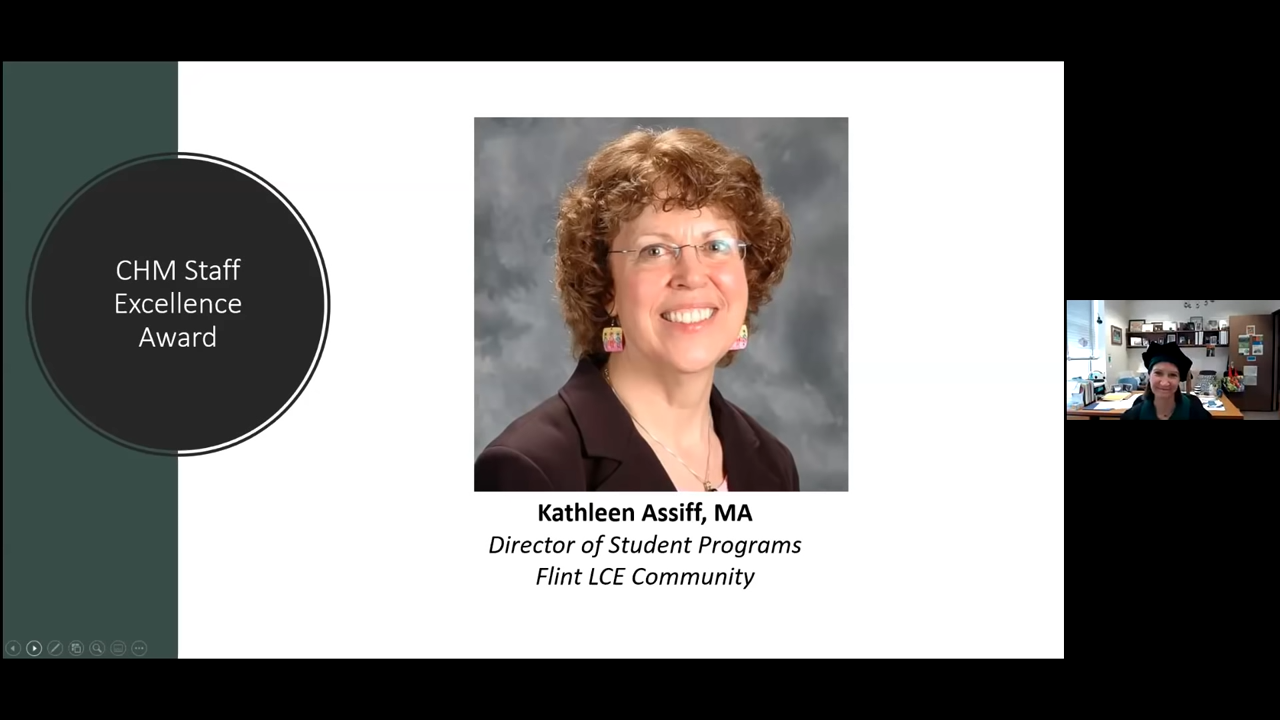 CHM Staff
Excellence
Award
Kathleen Assiff, MA
Director of Student Programs
Flint LCE Community